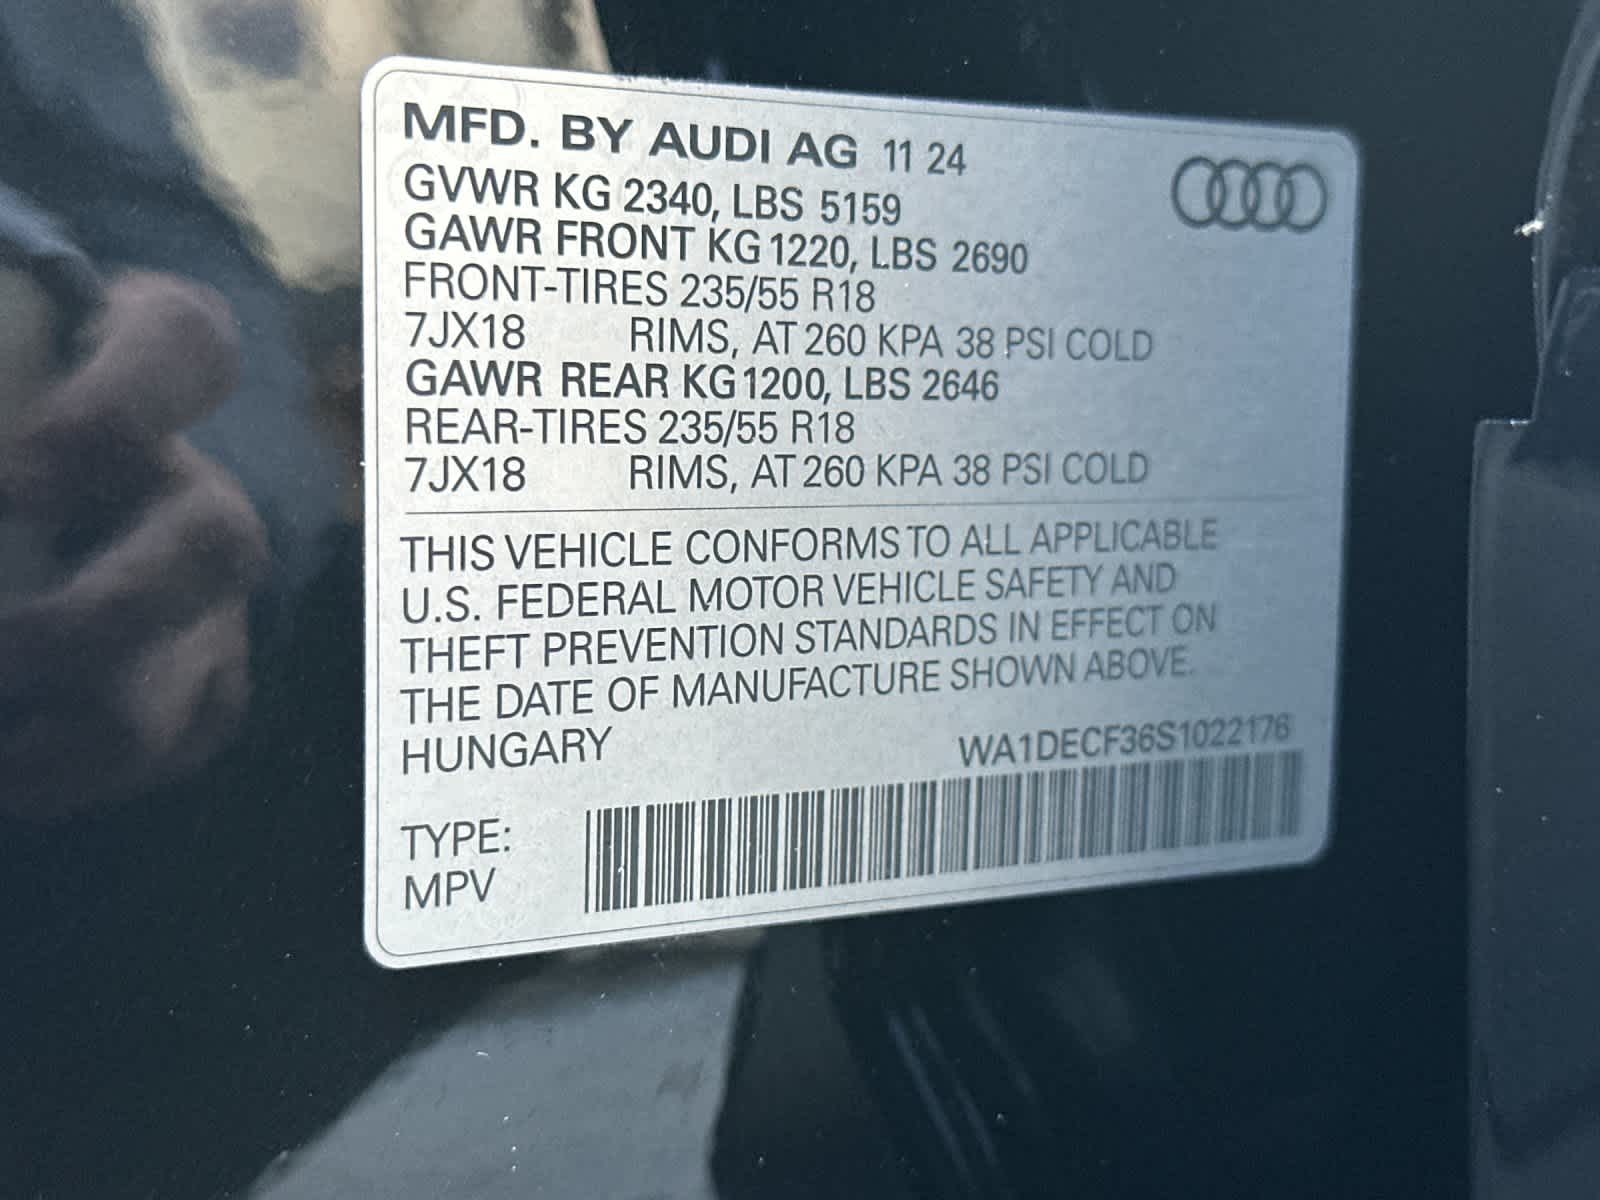 MFD. BY AUDI AG 11 24
GVWR KG 2340, LBS 5159
GAWR FRONT KG 1220, LBS 2690
FRONT-TIRES 235/55 R18
7JX18 RIMS, AT 260 KPA 38 PSI COLD
GAWR REAR KG 1200, LBS 2646
REAR-TIRES 235/55 R18
7JX18 RIMS, AT 260 KPA 38 PSI COLD
THIS VEHICLE CONFORMS TO ALL APPLICABLE
U.S. FEDERAL MOTOR VEHICLE SAFETY AND
THEFT PREVENTION STANDARDS IN EFFECT ON
THE DATE OF MANUFACTURE SHOWN ABOVE.
HUNGARY WA1DECF36S1022176
TYPE:
MPV